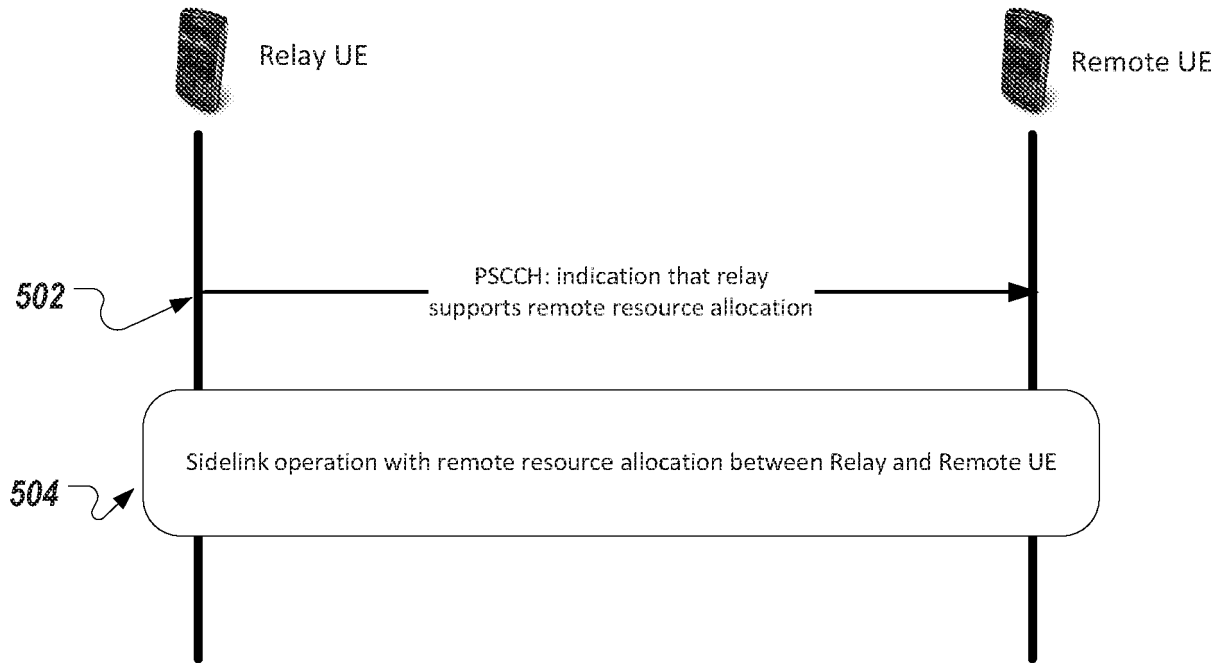 Relay UE
Remote UE
PSCCH: indication that relay
supports remote resource allocation
502
Sidelink operation with remote resource allocation between Relay and Remote UE
504